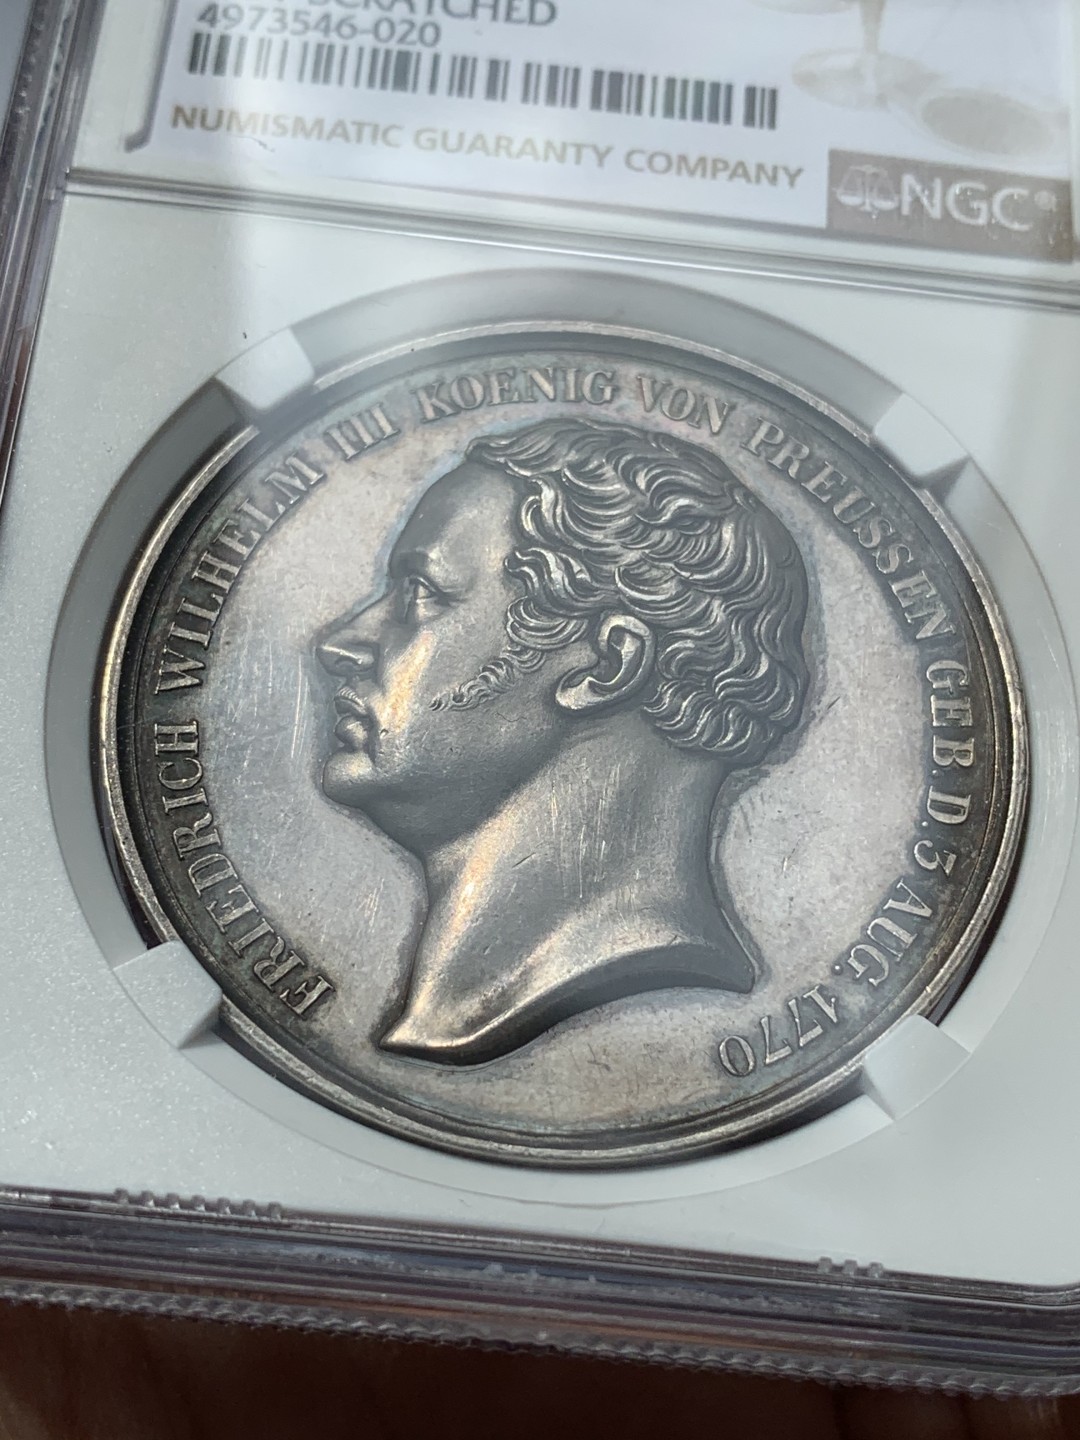 SCRATCHED
4973546-020
NUMISMATIC GUARANTY COMPANY
NGC®
FRIEDRICH WILHELM III KOENIG VON PREUSSEN GEB. D. 3 AUG. 1770